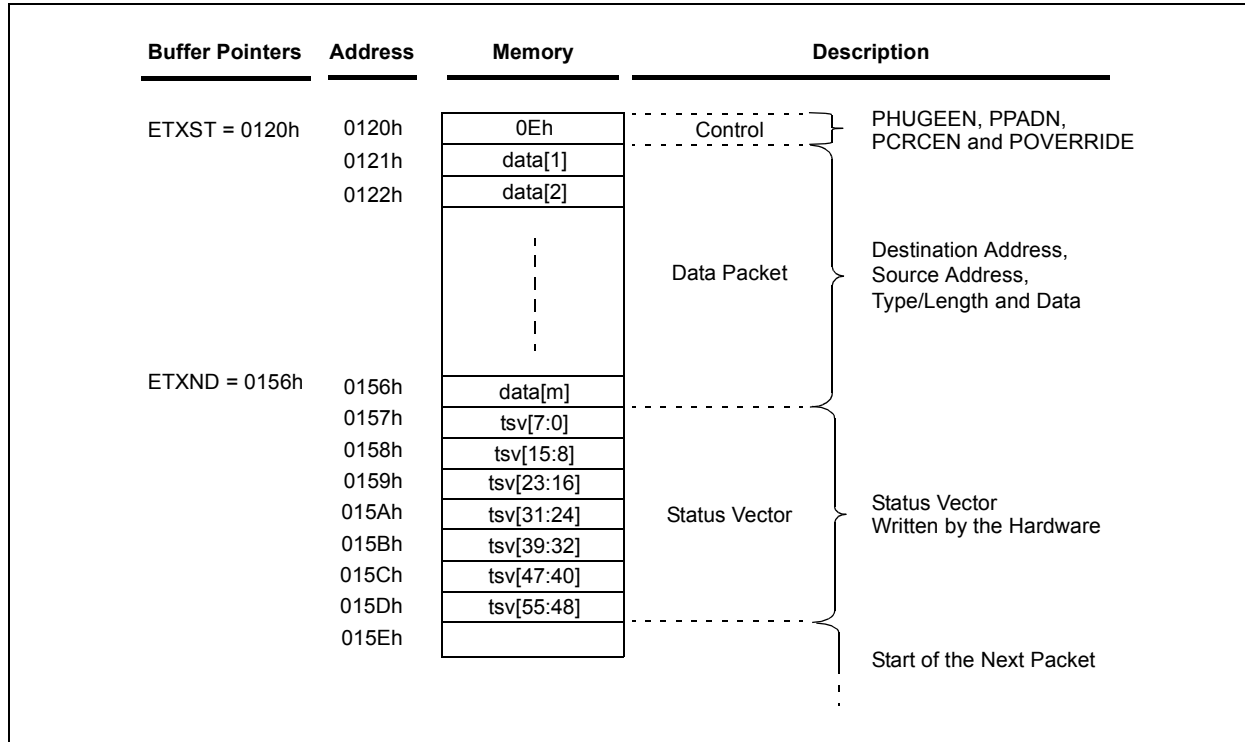 Buffer Pointers Address Memory Description
ETXST = 0120h 0120h 0Eh Control PHUGEEN, PPADN,
PCRCEN and POVERRIDE
0121h data[1]
0122h data[2]
Data Packet
Destination Address,
Source Address,
Type/Length and Data
ETXND = 0156h 0156h data[m]
0157h tsv[7:0]
0158h tsv[15:8]
0159h tsv[23:16]
015Ah tsv[31:24] Status Vector Status Vector
Written by the Hardware
015Bh tsv[39:32]
015Ch tsv[47:40]
015Dh tsv[55:48]
015Eh
Start of the Next Packet